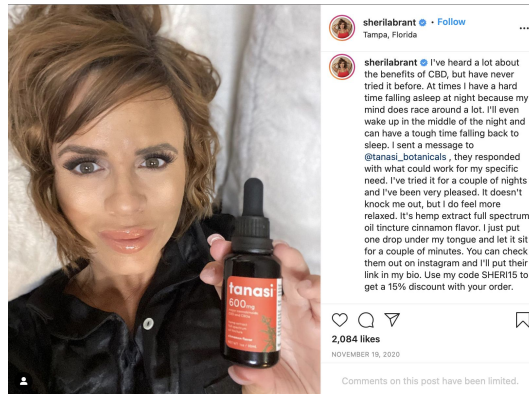 sherilabrant • Follow
Tampa, Florida
sherilabrant I've heard a lot about
the benefits of CBD, but have never
tried it before. At times I have a hard
time falling asleep at night because my
mind does race around a lot. I'll even
wake up in the middle of the night and
can have a tough time falling back to
sleep. I sent a message to
@tanasi_botanicals , they responded
with what could work for my specific
need. I've tried it for a couple of nights
and I've been very pleased. It doesn't
knock me out, but I do feel more
relaxed. It's hemp extract full spectrum
oil tincture cinnamon flavor. I just put
one drop under my tongue and let it sit
for a couple of minutes. You can check
them out on instagram and I'll put their
link in my bio. Use my code SHERI15 to
get a 15% discount with your order.
tanasi
600mg
2,084 likes
NOVEMBER 19, 2020
Comments on this post have been limited.